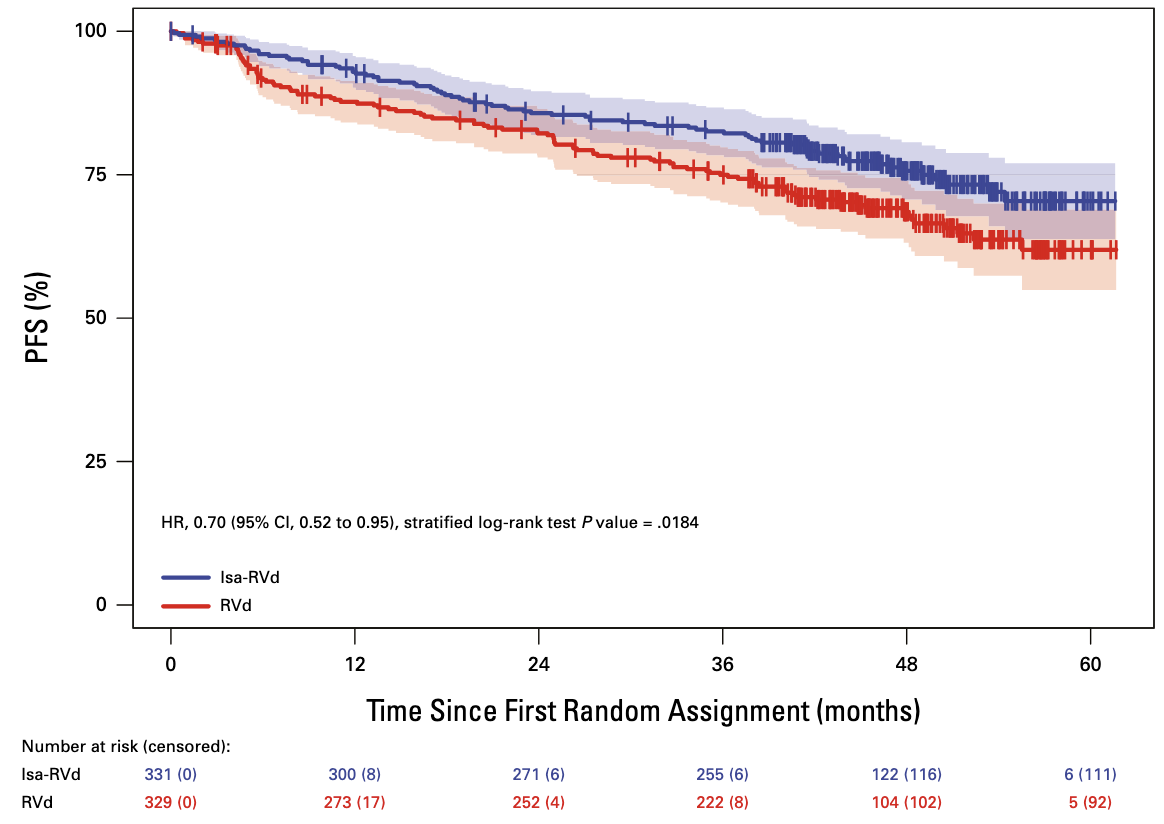 100
75
50
25
0
PFS (%)
HR, 0.70 (95% CI, 0.52 to 0.95), stratified log-rank test P value = .0184
Isa-RVd
RVd
0 12 24 36 48 60
Time Since First Random Assignment (months)
Number at risk (censored):
Isa-RVd 331 (0) 300 (8) 271 (6) 255 (6) 122 (116) 6 (111)
RVd 329 (0) 273 (17) 252 (4) 222 (8) 104 (102) 5 (92)